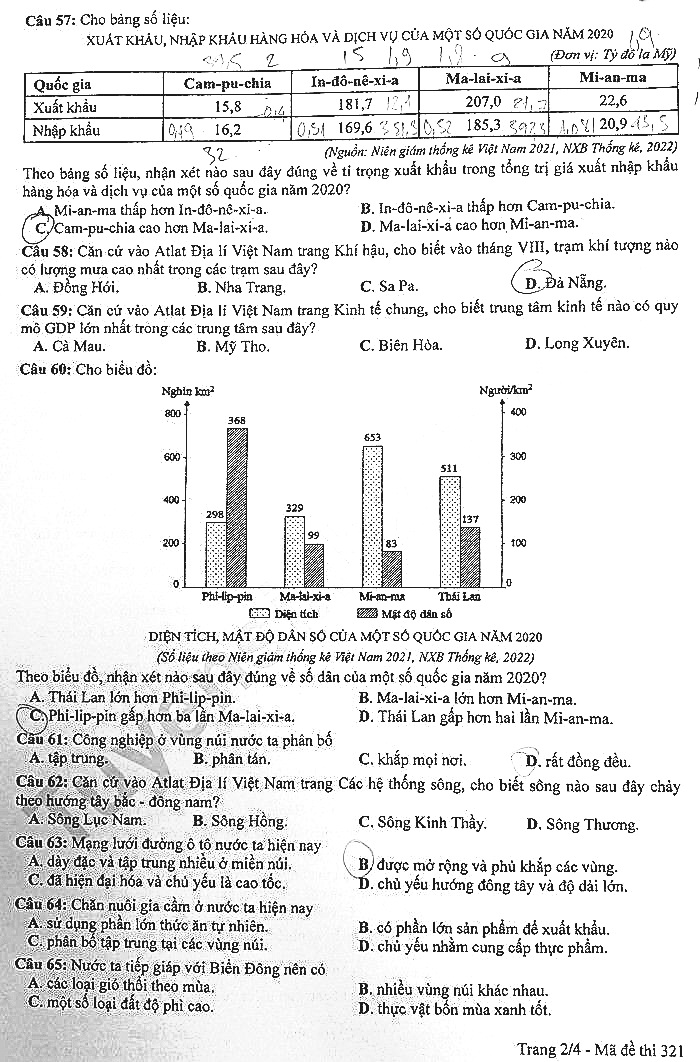 Câu 57: Cho bảng số liệu:
XUẤT KHẨU, NHẬP KHẨU HÀNG HÓA VÀ DỊCH VỤ CỦA MỘT SỐ QUỐC GIA NĂM 2020
(Đơn vị: Tỷ đô la Mỹ)
Quốc gia Cam-pu-chia In-đô-nê-xi-a Ma-lai-xi-a Mi-an-ma
Xuất khẩu 15,8 181,7 207,0 22,6
Nhập khẩu 16,2 169,6 185,3 20,9
32
(Nguồn: Niên giám thống kê Việt Nam 2021, NXB Thống kê, 2022)
Theo bảng số liệu, nhận xét nào sau đây đúng về tỉ trọng xuất khẩu trong tổng trị giá xuất nhập khẩu
hàng hóa và dịch vụ của một số quốc gia năm 2020?
A. Mi-an-ma thấp hơn In-đô-nê-xi-a. B. In-đô-nê-xi-a thấp hơn Cam-pu-chia.
C. Cam-pu-chia cao hơn Ma-lai-xi-a. D. Ma-lai-xi-a cao hơn Mi-an-ma.
Câu 58: Căn cứ vào Atlat Địa lí Việt Nam trang Khí hậu, cho biết vào tháng VIII, trạm khí tượng nào
có lượng mưa cao nhất trong các trạm sau đây?
A. Đồng Hới. B. Nha Trang. C. Sa Pa. D. Đà Nẵng.
Câu 59: Căn cứ vào Atlat Địa lí Việt Nam trang Kinh tế chung, cho biết trung tâm kinh tế nào có quy
mô GDP lớn nhất trong các trung tâm sau đây?
A. Cà Mau. B. Mỹ Tho. C. Biên Hòa. D. Long Xuyên.
Câu 60: Cho biểu đồ:
Nghìn km² Người/km²
800 400
368
653
600 300
511
400 200
298 329 137
99 83
200 100
0 0
Phi-lip-pin Ma-lai-xi-a Mi-an-ma Thái Lan
Diện tích Mật độ dân số
DIỆN TÍCH, MẬT ĐỘ DÂN SỐ CỦA MỘT SỐ QUỐC GIA NĂM 2020
(Số liệu theo Niên giám thống kê Việt Nam 2021, NXB Thống kê, 2022)
Theo biểu đồ, nhận xét nào sau đây đúng về số dân của một số quốc gia năm 2020?
A. Thái Lan lớn hơn Phi-lip-pin. B. Ma-lai-xi-a lớn hơn Mi-an-ma.
C. Phi-lip-pin gấp hơn ba lần Ma-lai-xi-a. D. Thái Lan gấp hơn hai lần Mi-an-ma.
Câu 61: Công nghiệp ở vùng núi nước ta phân bố
A. tập trung. B. phân tán. C. khắp mọi nơi. D. rất đồng đều.
Câu 62: Căn cứ vào Atlat Địa lí Việt Nam trang Các hệ thống sông, cho biết sông nào sau đây chảy
theo hướng tây bắc - đông nam?
A. Sông Lục Nam. B. Sông Hồng. C. Sông Kinh Thầy. D. Sông Thương.
Câu 63: Mạng lưới đường ô tô nước ta hiện nay
A. dày đặc và tập trung nhiều ở miền núi. B. được mở rộng và phủ khắp các vùng.
C. đã hiện đại hóa và chủ yếu là cao tốc. D. chủ yếu hướng đông tây và độ dài lớn.
Câu 64: Chăn nuôi gia cầm ở nước ta hiện nay
A. sử dụng phần lớn thức ăn tự nhiên. B. có phần lớn sản phẩm để xuất khẩu.
C. phân bố tập trung tại các vùng núi. D. chủ yếu nhằm cung cấp thực phẩm.
Câu 65: Nước ta tiếp giáp với Biển Đông nên có
A. các loại gió thổi theo mùa. B. nhiều vùng núi khác nhau.
C. một số loại đất độ phì cao. D. thực vật bốn mùa xanh tốt.
Trang 2/4 - Mã đề thi 321